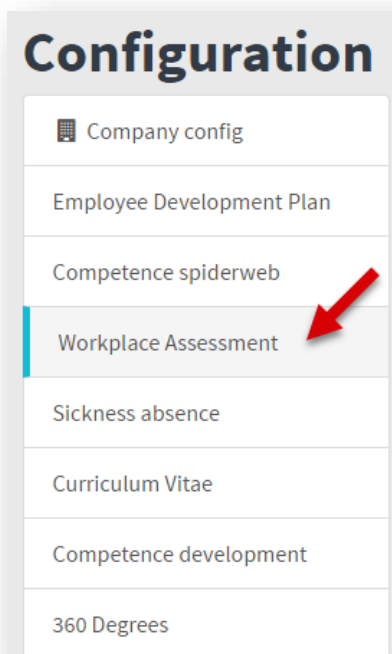 Configuration
Company config
Employee Development Plan
Competence spiderweb
Workplace Assessment
Sickness absence
Curriculum Vitae
Competence development
360 Degrees